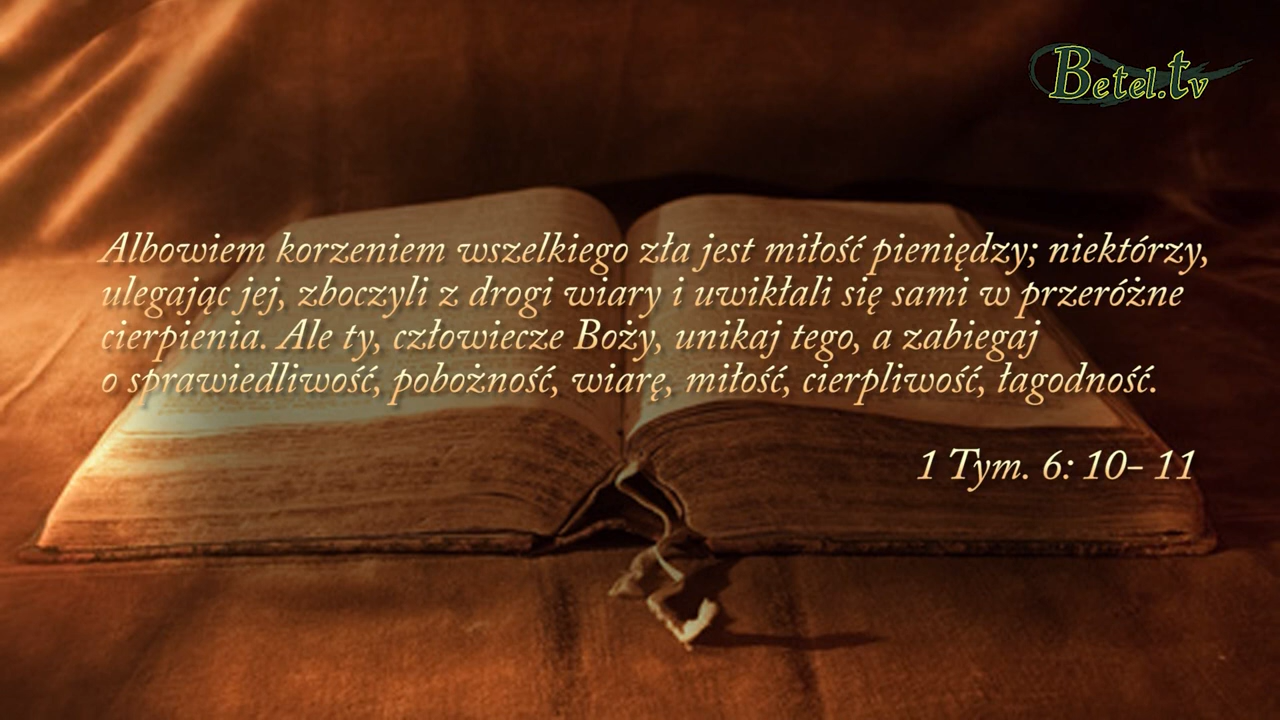 Betel.tv
Albowiem korzeniem wszelkiego zła jest miłość pieniędzy; niektórzy,
ulegając jej, zboczyli z drogi wiary i uwikłali się sami w przeróżne
cierpienia. Ale ty, człowiecze Boży, unikaj tego, a zabiegaj
o sprawiedliwość, pobożność, wiarę, miłość, cierpliwość, łagodność.
1 Tym. 6: 10- 11